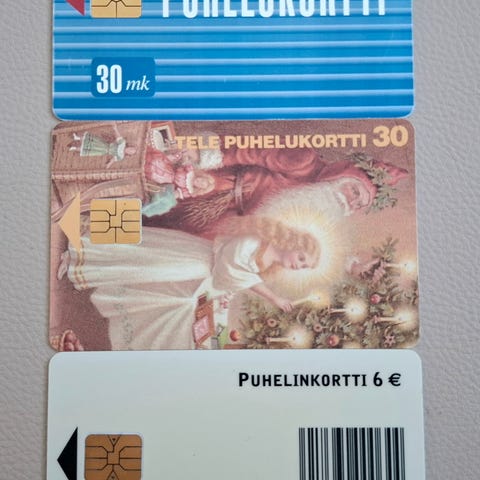 PUHELUKORTTI
30 mk
TELE PUHELUKORTTI 30
PUHELINKORTTI 6 €